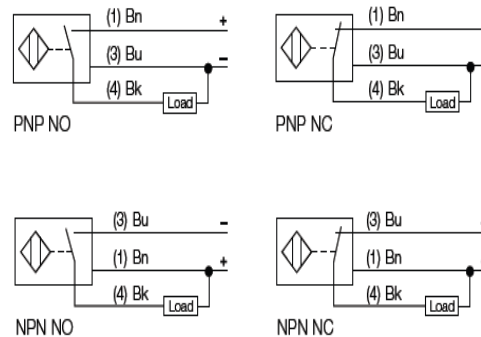 (1) Bn +
(3) Bu −
(4) Bk
Load
PNP NO
(1) Bn
(3) Bu
(4) Bk
Load
PNP NC
(3) Bu −
(1) Bn +
(4) Bk
Load
NPN NO
(3) Bu
(1) Bn
(4) Bk
Load
NPN NC